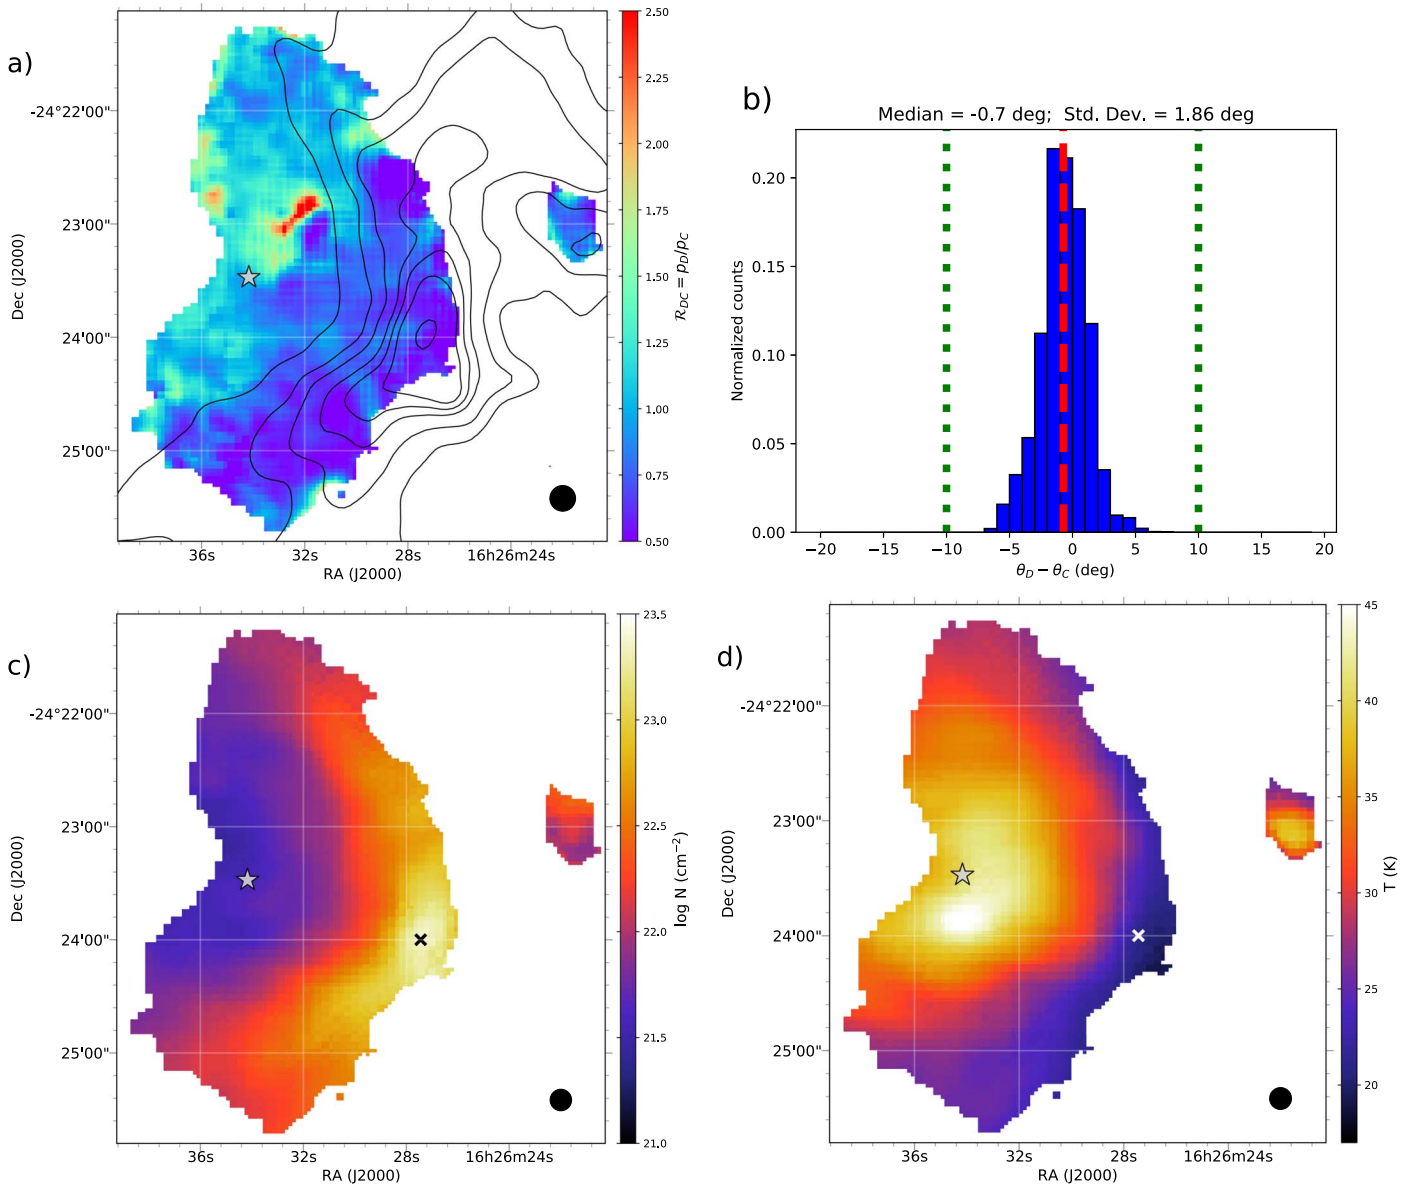 a)
-24°22'00"
23'00"
24'00"
25'00"
Dec (J2000)
36s
32s
28s
16h26m24s
RA (J2000)
2.50
2.25
2.00
1.75
1.50
1.25
1.00
0.75
0.50
ℛ_DC = p_D/p_C
b)
Median = -0.7 deg; Std. Dev. = 1.86 deg
Normalized counts
0.20
0.15
0.10
0.05
0.00
−20
−15
−10
−5
0
5
10
15
20
θ_D − θ_C (deg)
c)
-24°22'00"
23'00"
24'00"
25'00"
Dec (J2000)
36s
32s
28s
16h26m24s
RA (J2000)
23.5
23.0
22.5
22.0
21.5
21.0
log N (cm⁻²)
d)
-24°22'00"
23'00"
24'00"
25'00"
Dec (J2000)
36s
32s
28s
16h26m24s
RA (J2000)
45
40
35
30
25
20
T (K)